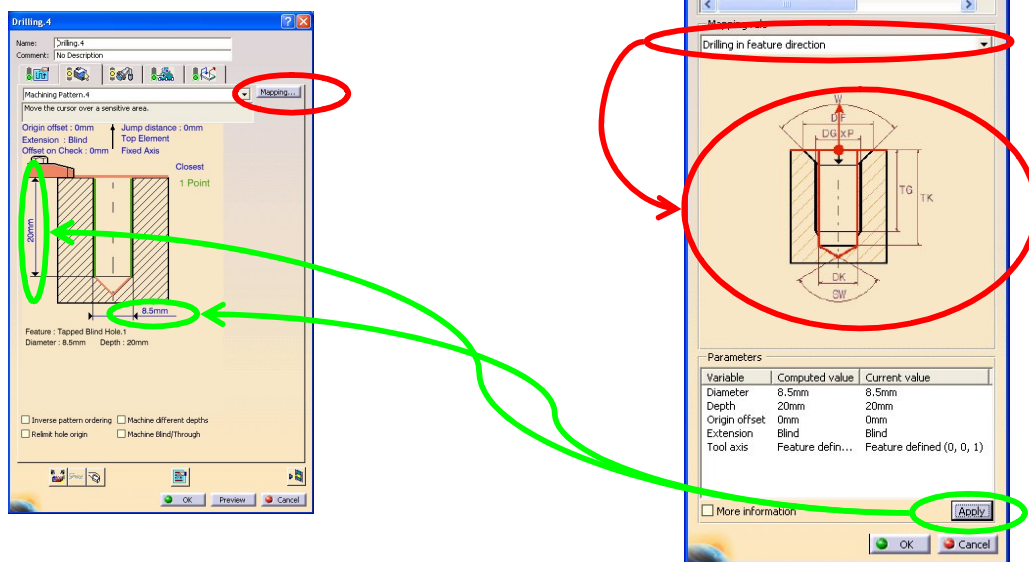 Drilling.4
Name: Drilling.4
Comment: No Description
Machining Pattern.4
Mapping...
Move the cursor over a sensitive area.
Origin offset : 0mm
Jump distance : 0mm
Extension : Blind
Top Element
Offset on Check : 0mm
Fixed Axis
Closest
1 Point
20mm
8.5mm
Feature : Tapped Blind Hole.1
Diameter : 8.5mm Depth : 20mm
Inverse pattern ordering
Machine different depths
Relimit hole origin
Machine Blind/Through
OK
Preview
Cancel
Drilling in feature direction
W
DF
DG xP
TG
TK
DK
GW
Parameters
Variable Computed value Current value
Diameter 8.5mm 8.5mm
Depth 20mm 20mm
Origin offset 0mm 0mm
Extension Blind Blind
Tool axis Feature defin... Feature defined (0, 0, 1)
More information
Apply
OK
Cancel